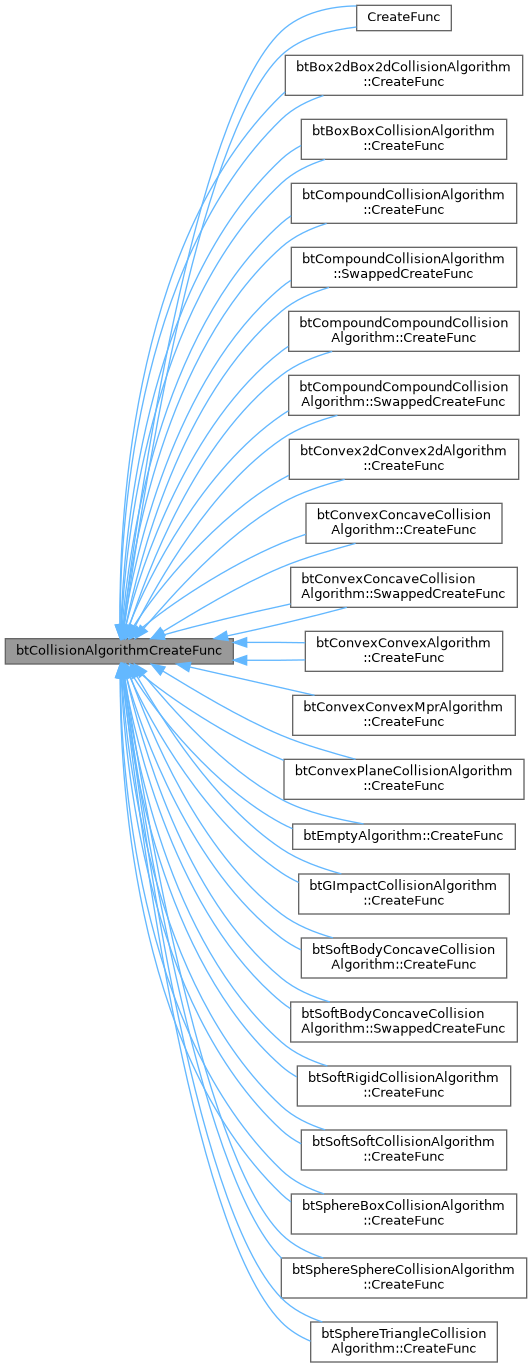 CreateFunc
btBox2dBox2dCollisionAlgorithm
::CreateFunc
btBoxBoxCollisionAlgorithm
::CreateFunc
btCompoundCollisionAlgorithm
::CreateFunc
btCompoundCollisionAlgorithm
::SwappedCreateFunc
btCompoundCompoundCollision
Algorithm::CreateFunc
btCompoundCompoundCollision
Algorithm::SwappedCreateFunc
btConvex2dConvex2dAlgorithm
::CreateFunc
btConvexConcaveCollision
Algorithm::CreateFunc
btConvexConcaveCollision
Algorithm::SwappedCreateFunc
btCollisionAlgorithmCreateFunc
btConvexConvexAlgorithm
::CreateFunc
btConvexConvexMprAlgorithm
::CreateFunc
btConvexPlaneCollisionAlgorithm
::CreateFunc
btEmptyAlgorithm::CreateFunc
btGImpactCollisionAlgorithm
::CreateFunc
btSoftBodyConcaveCollision
Algorithm::CreateFunc
btSoftBodyConcaveCollision
Algorithm::SwappedCreateFunc
btSoftRigidCollisionAlgorithm
::CreateFunc
btSoftSoftCollisionAlgorithm
::CreateFunc
btSphereBoxCollisionAlgorithm
::CreateFunc
btSphereSphereCollisionAlgorithm
::CreateFunc
btSphereTriangleCollision
Algorithm::CreateFunc